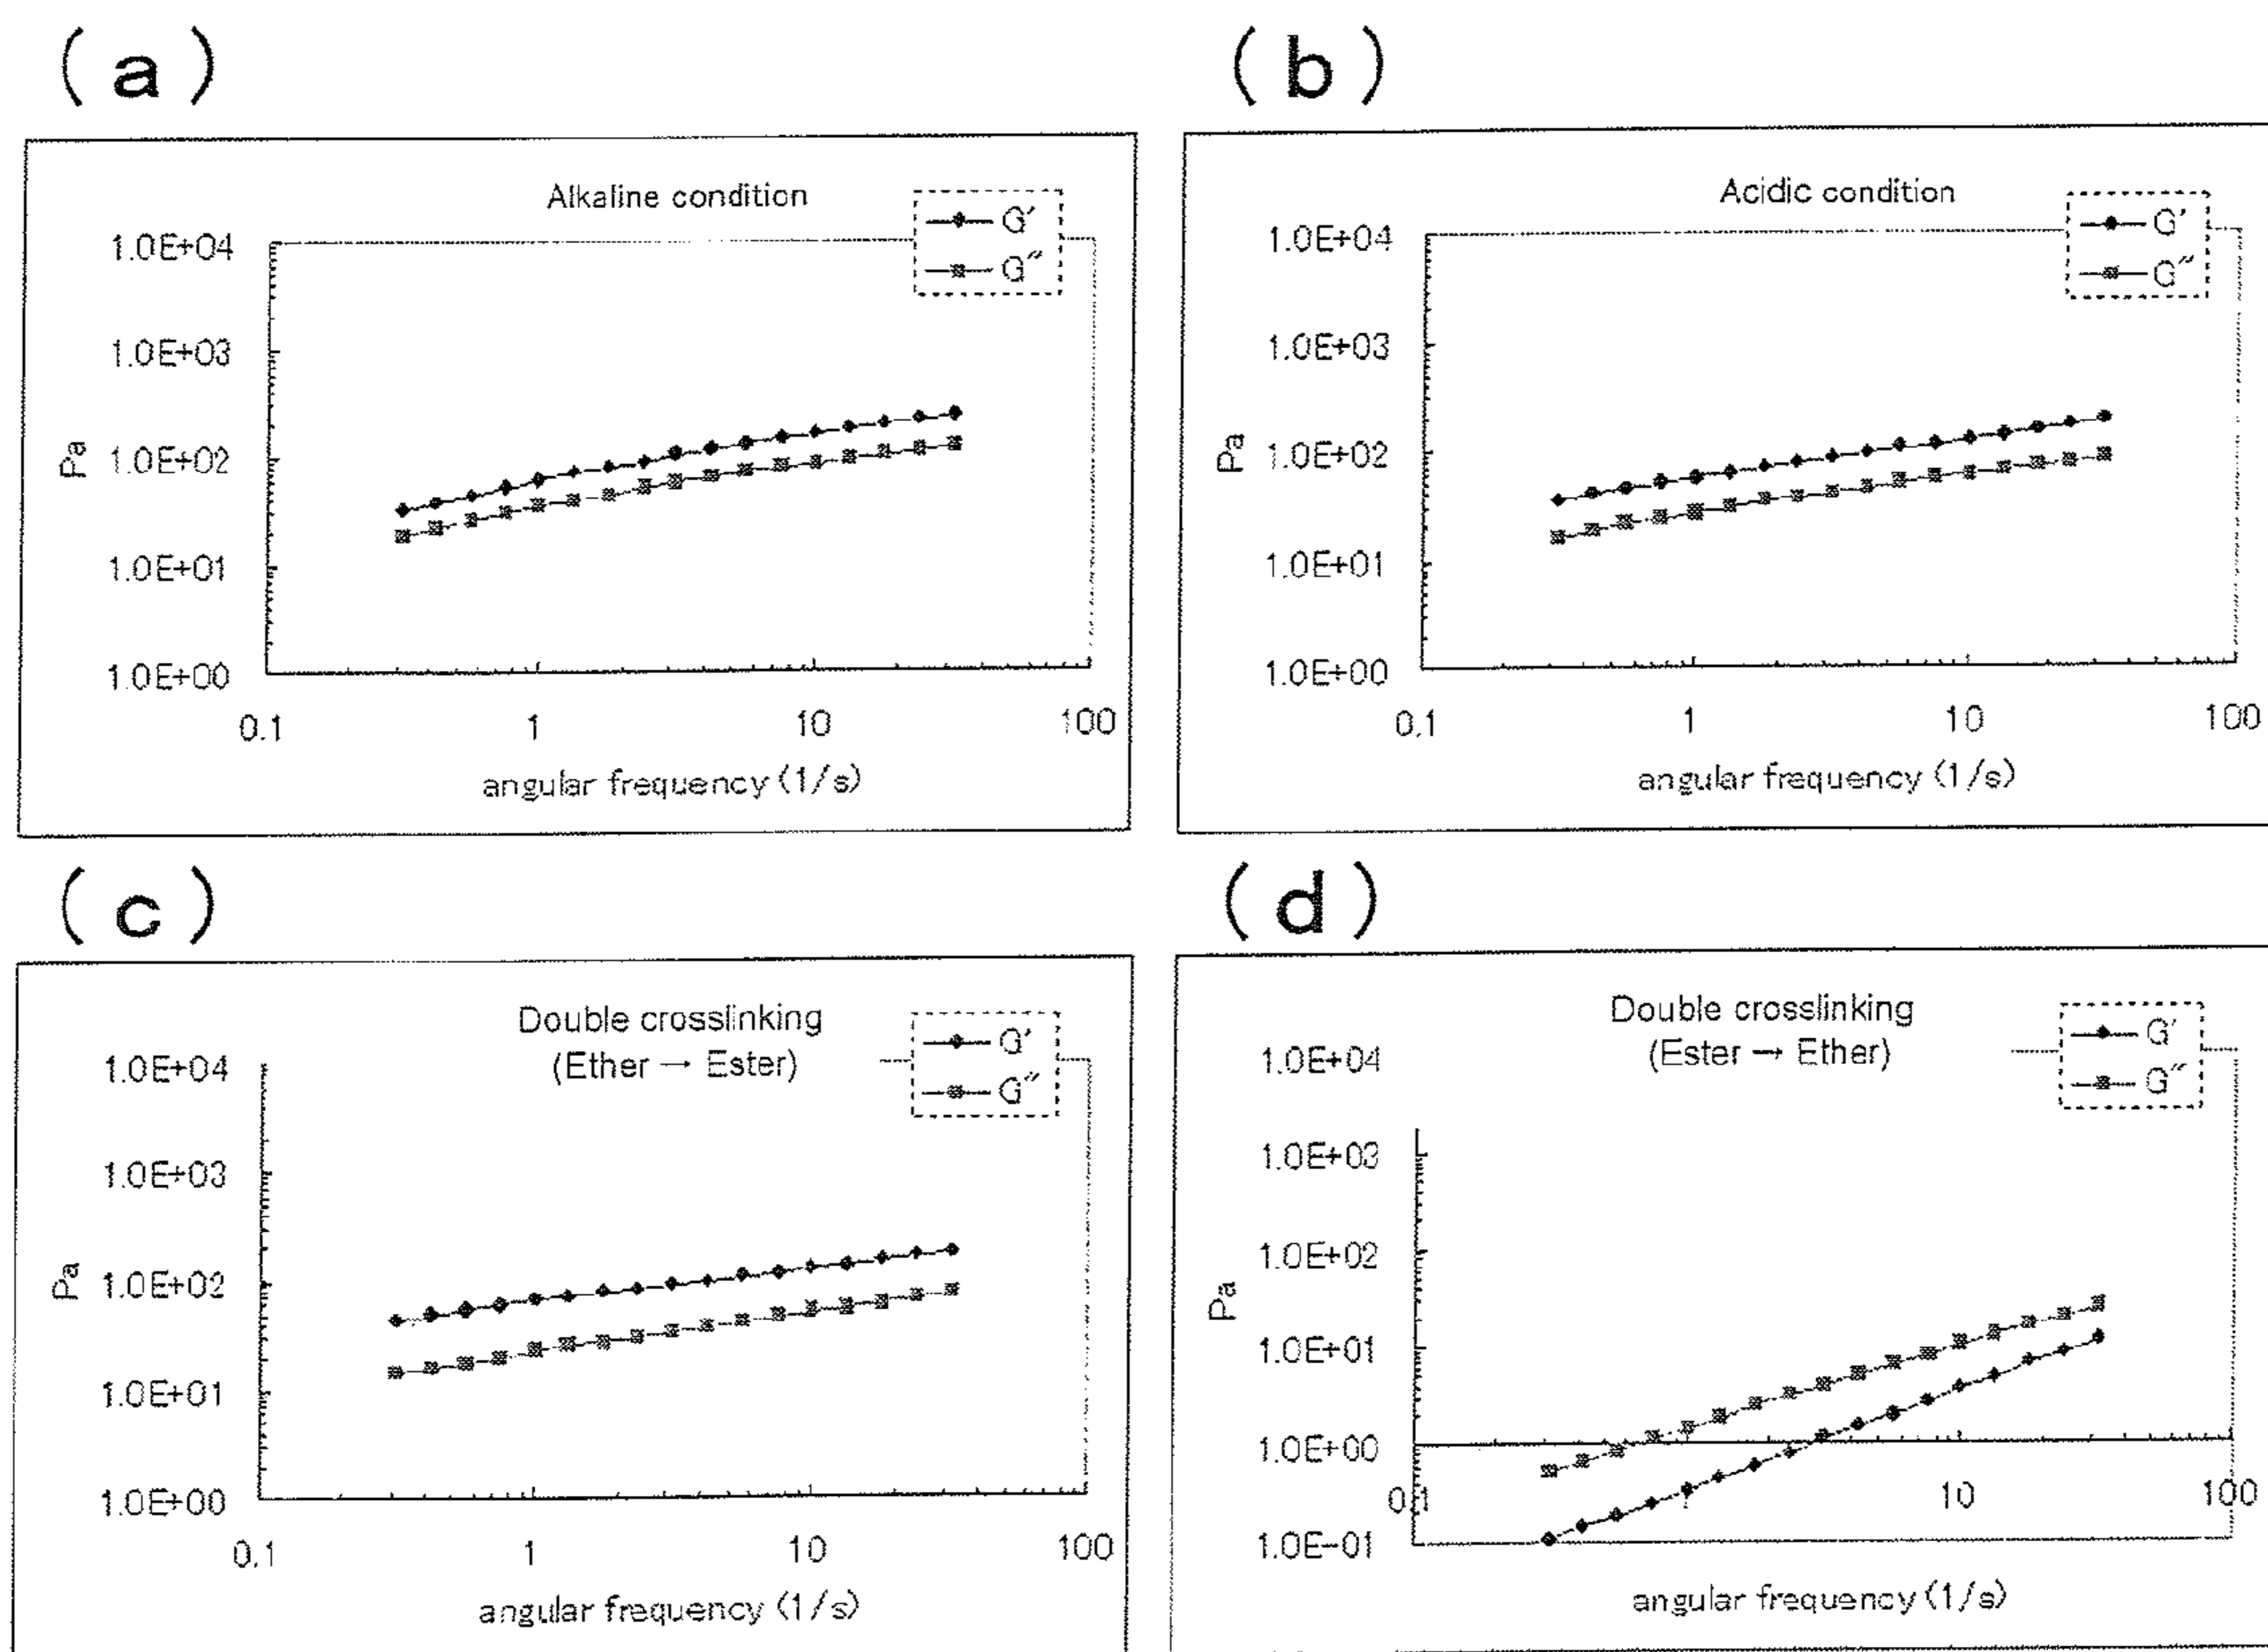 (a)
Alkaline condition
G′
G″
1.0E+04
1.0E+03
1.0E+02
1.0E+01
1.0E+00
Pa
0.1 1 10 100
angular frequency (1/s)
(b)
Acidic condition
G′
G″
1.0E+04
1.0E+03
1.0E+02
1.0E+01
1.0E+00
Pa
0.1 1 10 100
angular frequency (1/s)
(c)
Double crosslinking
(Ether → Ester)
G′
G″
1.0E+04
1.0E+03
1.0E+02
1.0E+01
1.0E+00
Pa
0.1 1 10 100
angular frequency (1/s)
(d)
Double crosslinking
(Ester → Ether)
G′
G″
1.0E+04
1.0E+03
1.0E+02
1.0E+01
1.0E+00
1.0E-01
Pa
0.1 1 10 100
angular frequency (1/s)